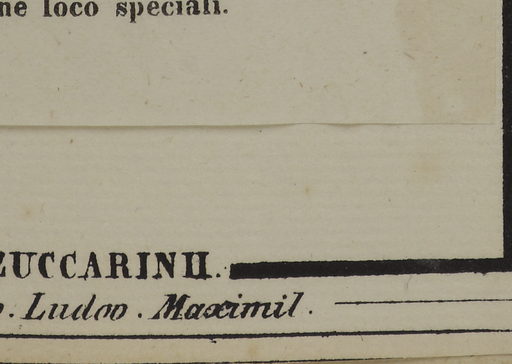 ne loco speciali.
ZUCCARINII.
Ludov. Maximil.